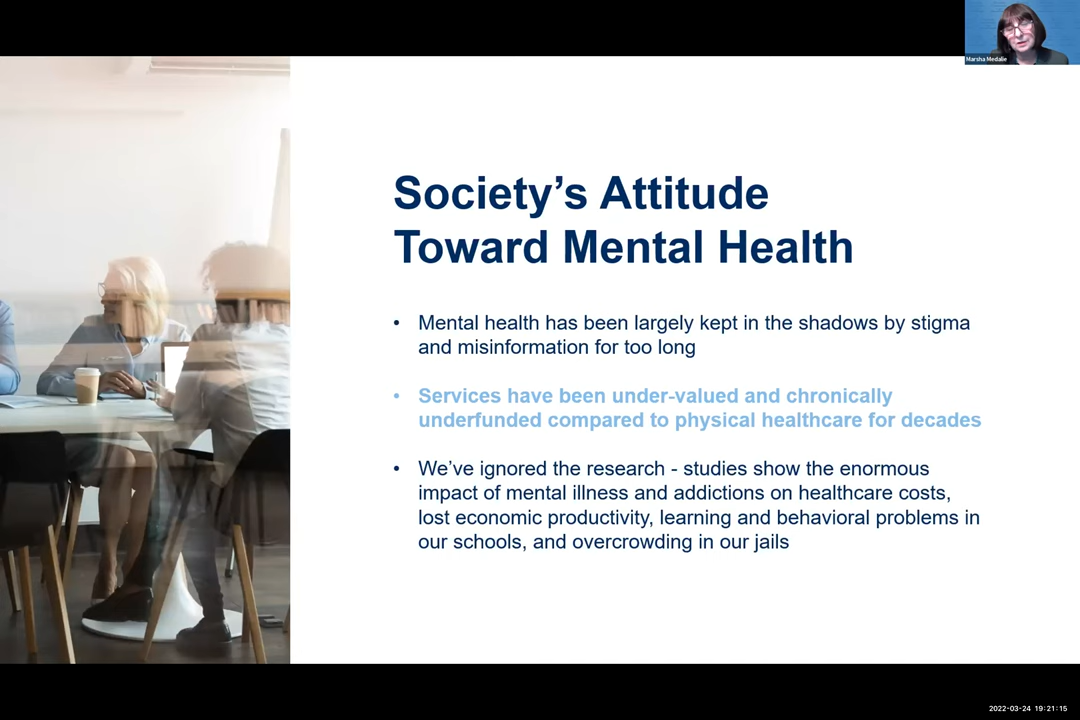 Marsha Medalie
Society’s Attitude
Toward Mental Health
• Mental health has been largely kept in the shadows by stigma
and misinformation for too long
• Services have been under-valued and chronically
underfunded compared to physical healthcare for decades
• We’ve ignored the research - studies show the enormous
impact of mental illness and addictions on healthcare costs,
lost economic productivity, learning and behavioral problems in
our schools, and overcrowding in our jails
2022-03-24 19:21:15